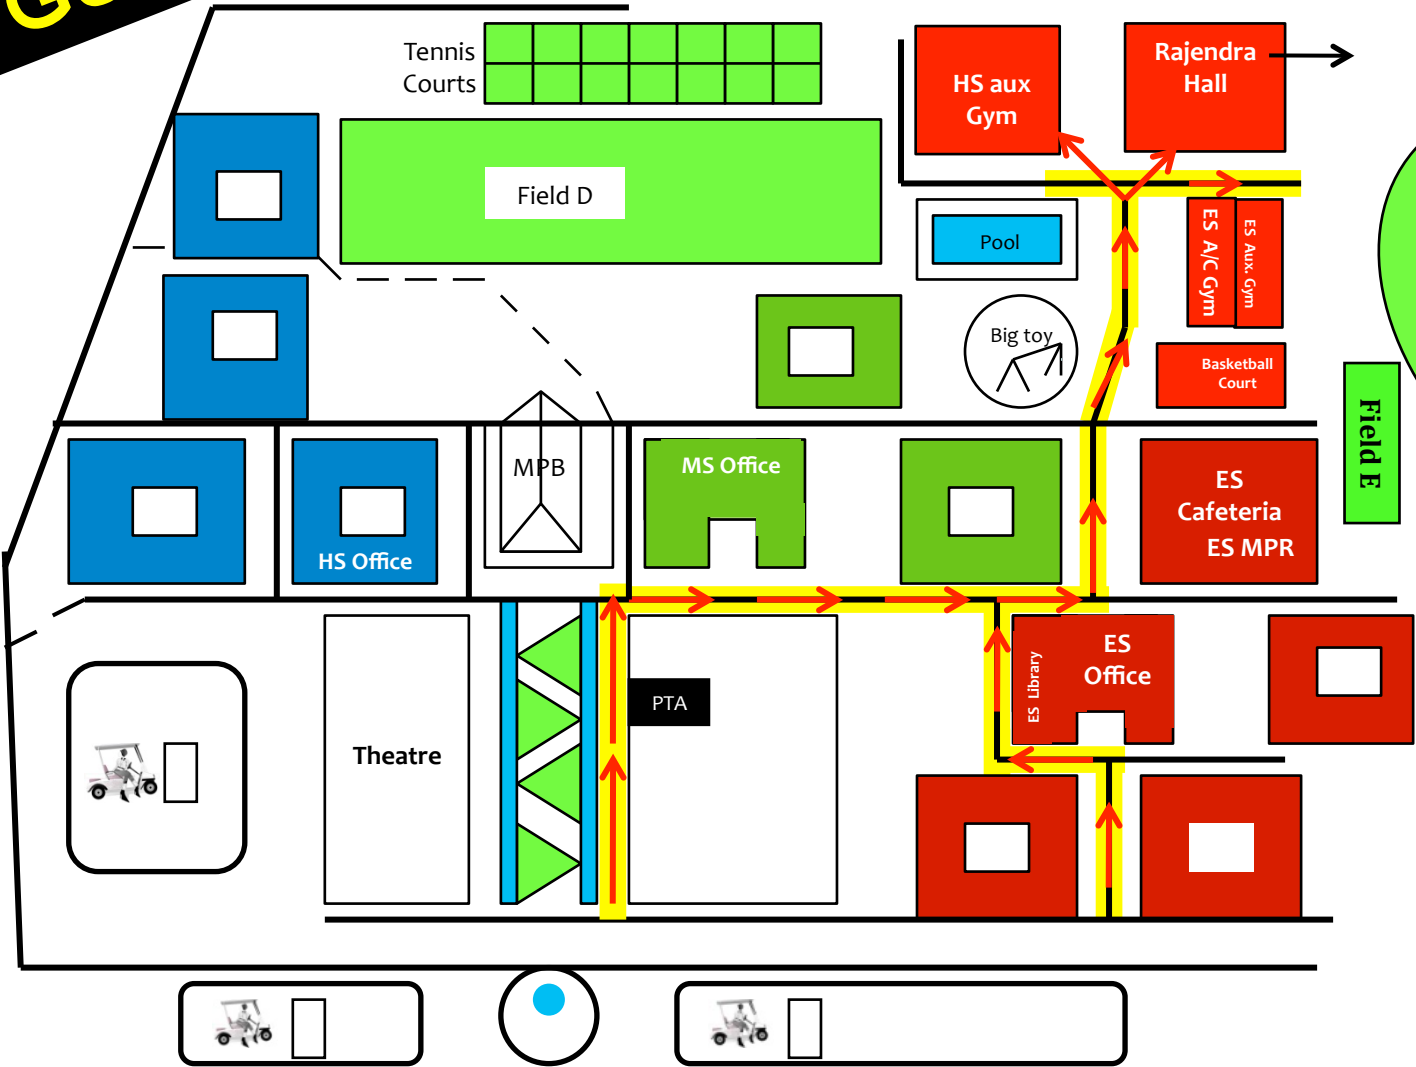 Tennis
Courts
HS aux
Gym
Rajendra
Hall
Field D
Pool
ES A/C Gym
ES Aux. Gym
Big toy
Basketball
Court
Field E
MPB
MS Office
HS Office
ES
Cafeteria
ES MPR
ES Library
ES
Office
PTA
Theatre